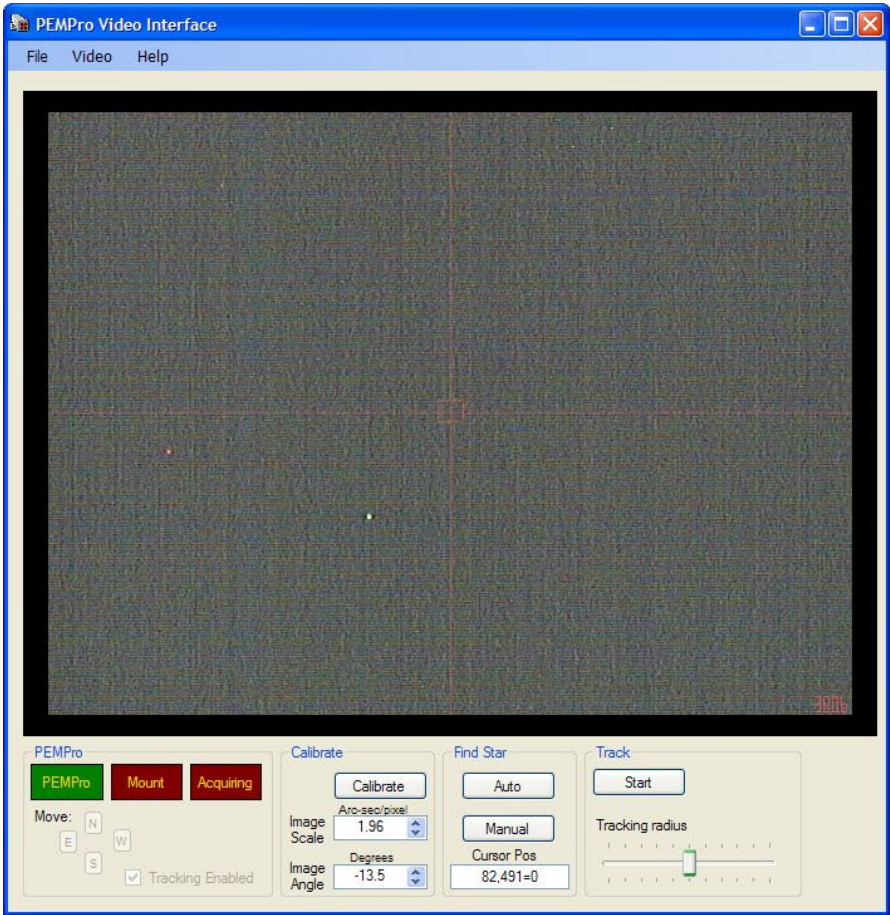 PEMPro Video Interface
File Video Help
PEMPro
PEMPro Mount Acquiring
Move:
N
E W
S
Tracking Enabled
Calibrate
Calibrate
Arc-sec/pixel
Image Scale 1.96
Degrees
Image Angle -13.5
Find Star
Auto
Manual
Cursor Pos
82,491=0
Track
Start
Tracking radius